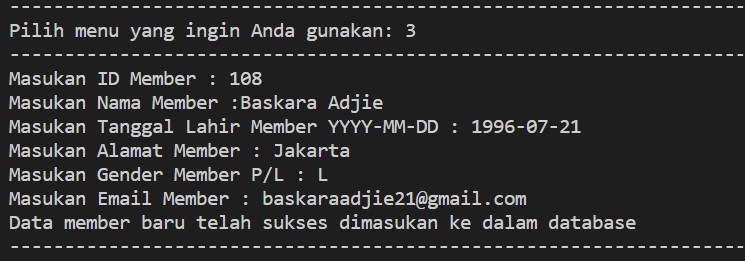 --------------------------------------------------------------
Pilih menu yang ingin Anda gunakan: 3
--------------------------------------------------------------
Masukan ID Member : 108
Masukan Nama Member :Baskara Adjie
Masukan Tanggal Lahir Member YYYY-MM-DD : 1996-07-21
Masukan Alamat Member : Jakarta
Masukan Gender Member P/L : L
Masukan Email Member : baskaraadjie21@gmail.com
Data member baru telah sukses dimasukan ke dalam database
--------------------------------------------------------------